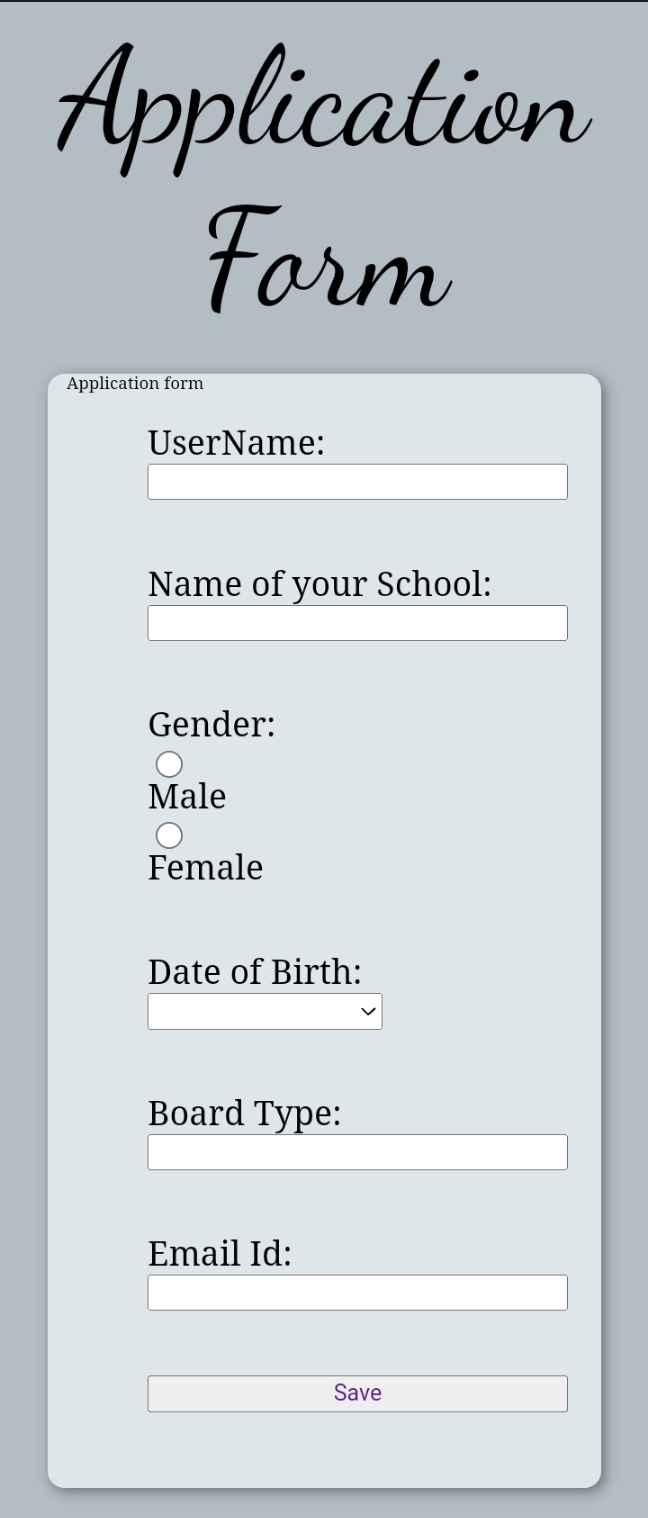 Application
Form
Application form
UserName:
Name of your School:
Gender:
Male
Female
Date of Birth:
Board Type:
Email Id:
Save